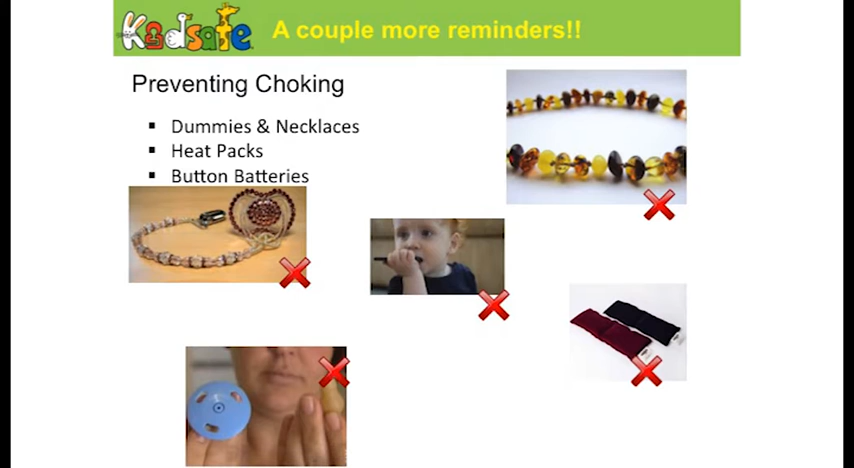 Kidsafe
A couple more reminders!!
Preventing Choking
Dummies & Necklaces
Heat Packs
Button Batteries